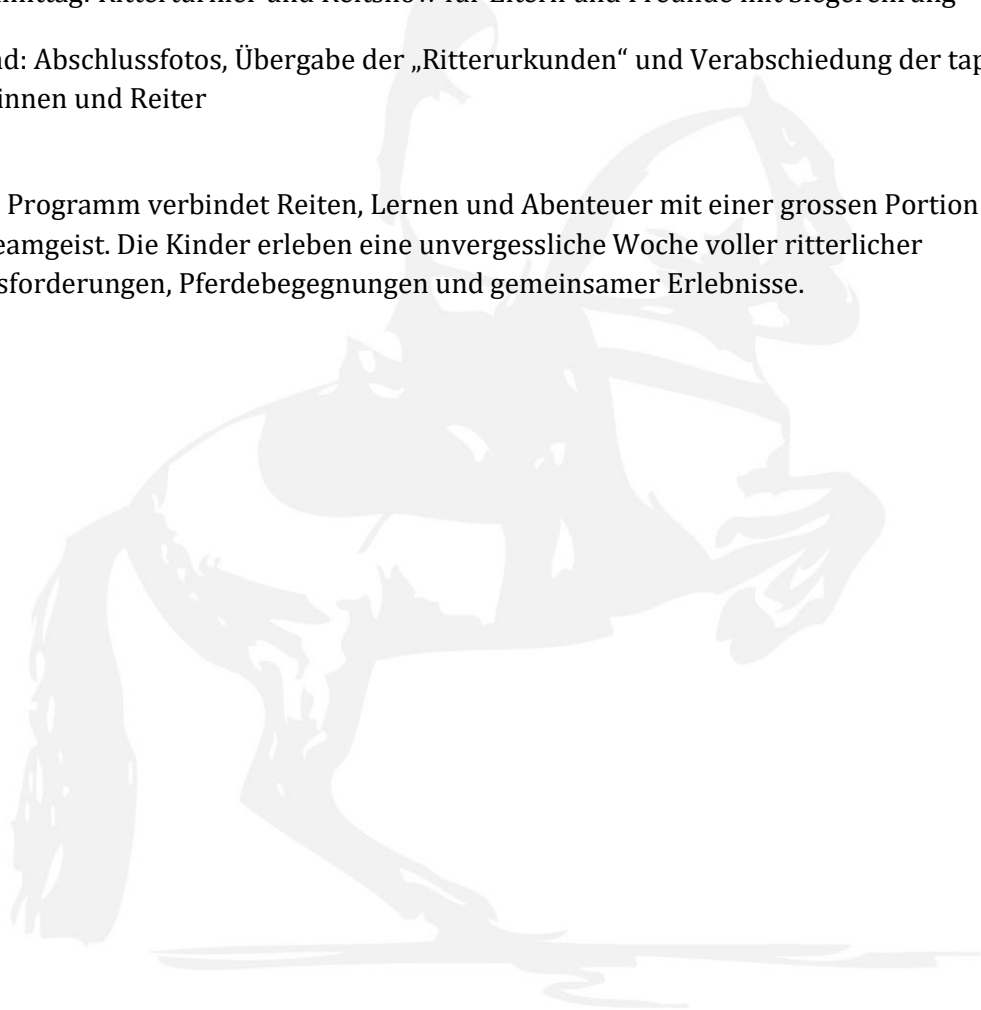 mittag: Ritterturnier und Reitshow für Eltern und Freunde mit Siegerehrung
nd: Abschlussfotos, Übergabe der „Ritterurkunden“ und Verabschiedung der tap
innen und Reiter
Programm verbindet Reiten, Lernen und Abenteuer mit einer grossen Portion
eamgeist. Die Kinder erleben eine unvergessliche Woche voller ritterlicher
sforderungen, Pferdebegegnungen und gemeinsamer Erlebnisse.